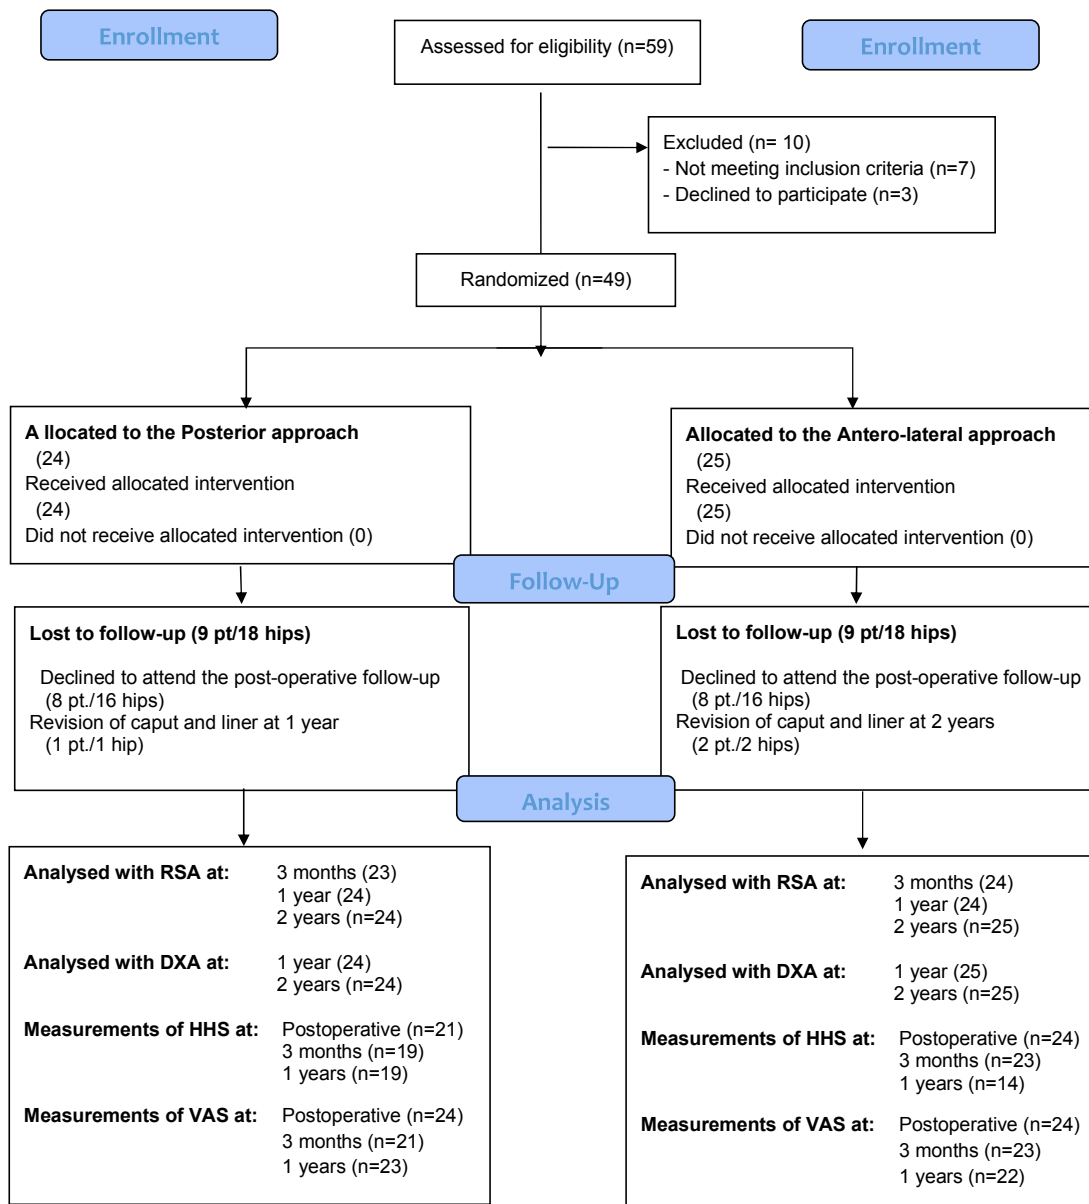 Enrollment
Assessed for eligibility (n=59)
Enrollment
Excluded (n= 10)
- Not meeting inclusion criteria (n=7)
- Declined to participate (n=3)
Randomized (n=49)
A llocated to the Posterior approach
(24)
Received allocated intervention
(24)
Did not receive allocated intervention (0)
Allocated to the Antero-lateral approach
(25)
Received allocated intervention
(25)
Did not receive allocated intervention (0)
Follow-Up
Lost to follow-up (9 pt/18 hips)
Declined to attend the post-operative follow-up
(8 pt./16 hips)
Revision of caput and liner at 1 year
(1 pt./1 hip)
Lost to follow-up (9 pt/18 hips)
Declined to attend the post-operative follow-up
(8 pt./16 hips)
Revision of caput and liner at 2 years
(2 pt./2 hips)
Analysis
Analysed with RSA at: 3 months (23)
1 year (24)
2 years (n=24)
Analysed with DXA at: 1 year (24)
2 years (n=24)
Measurements of HHS at: Postoperative (n=21)
3 months (n=19)
1 years (n=19)
Measurements of VAS at: Postoperative (n=24)
3 months (n=21)
1 years (n=23)
Analysed with RSA at: 3 months (24)
1 year (24)
2 years (n=25)
Analysed with DXA at: 1 year (25)
2 years (n=25)
Measurements of HHS at: Postoperative (n=24)
3 months (n=23)
1 years (n=14)
Measurements of VAS at: Postoperative (n=24)
3 months (n=23)
1 years (n=22)